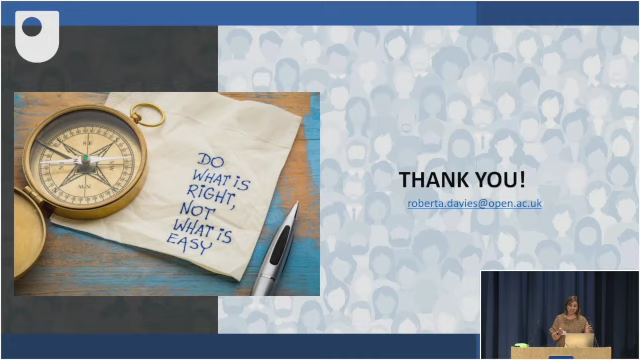 DO
WHAT IS
RIGHT,
NOT
WHAT IS
EASY
THANK YOU!
roberta.davies@open.ac.uk